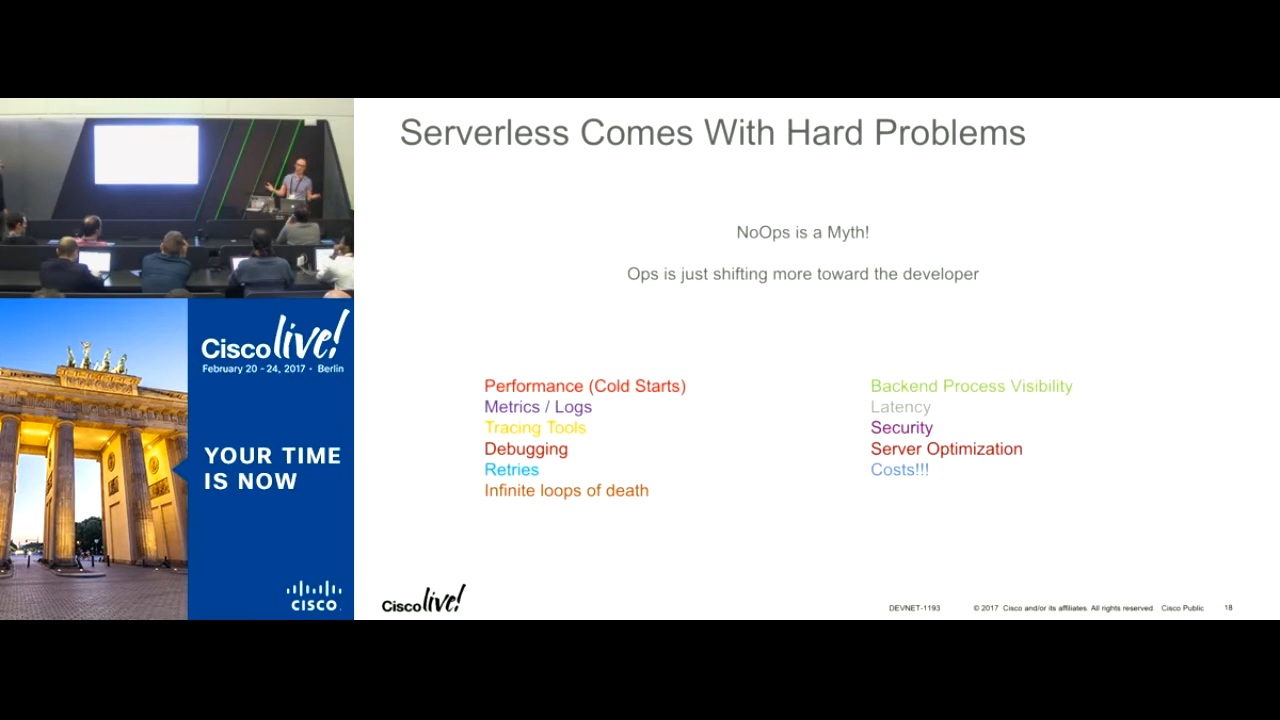 Serverless Comes With Hard Problems
NoOps is a Myth!
Ops is just shifting more toward the developer
Performance (Cold Starts)
Metrics / Logs
Tracing Tools
Debugging
Retries
Infinite loops of death
Backend Process Visibility
Latency
Security
Server Optimization
Costs!!!
Cisco live!
February 20 - 24, 2017 • Berlin
YOUR TIME
IS NOW
CISCO
Cisco live!
DEVNET-1193 © 2017 Cisco and/or its affiliates. All rights reserved. Cisco Public 18